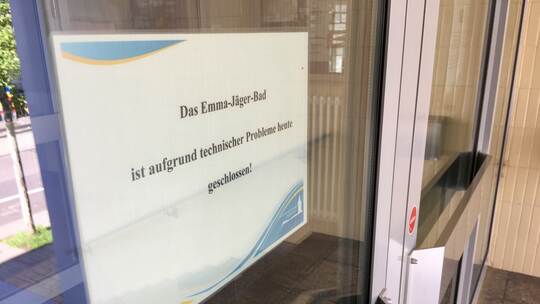 Das Emma-Jäger-Bad
ist aufgrund technischer Probleme heute
geschlossen!